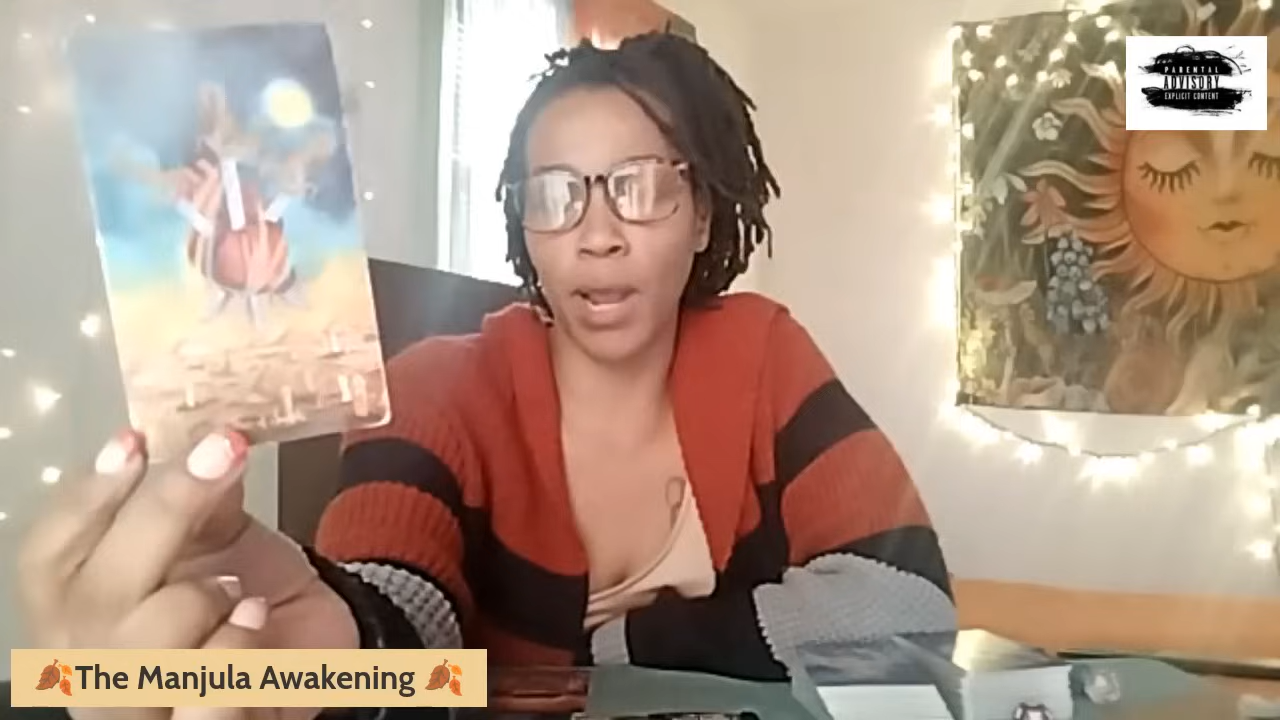 PARENTAL
ADVISORY
EXPLICIT CONTENT
🍂The Manjula Awakening 🍂